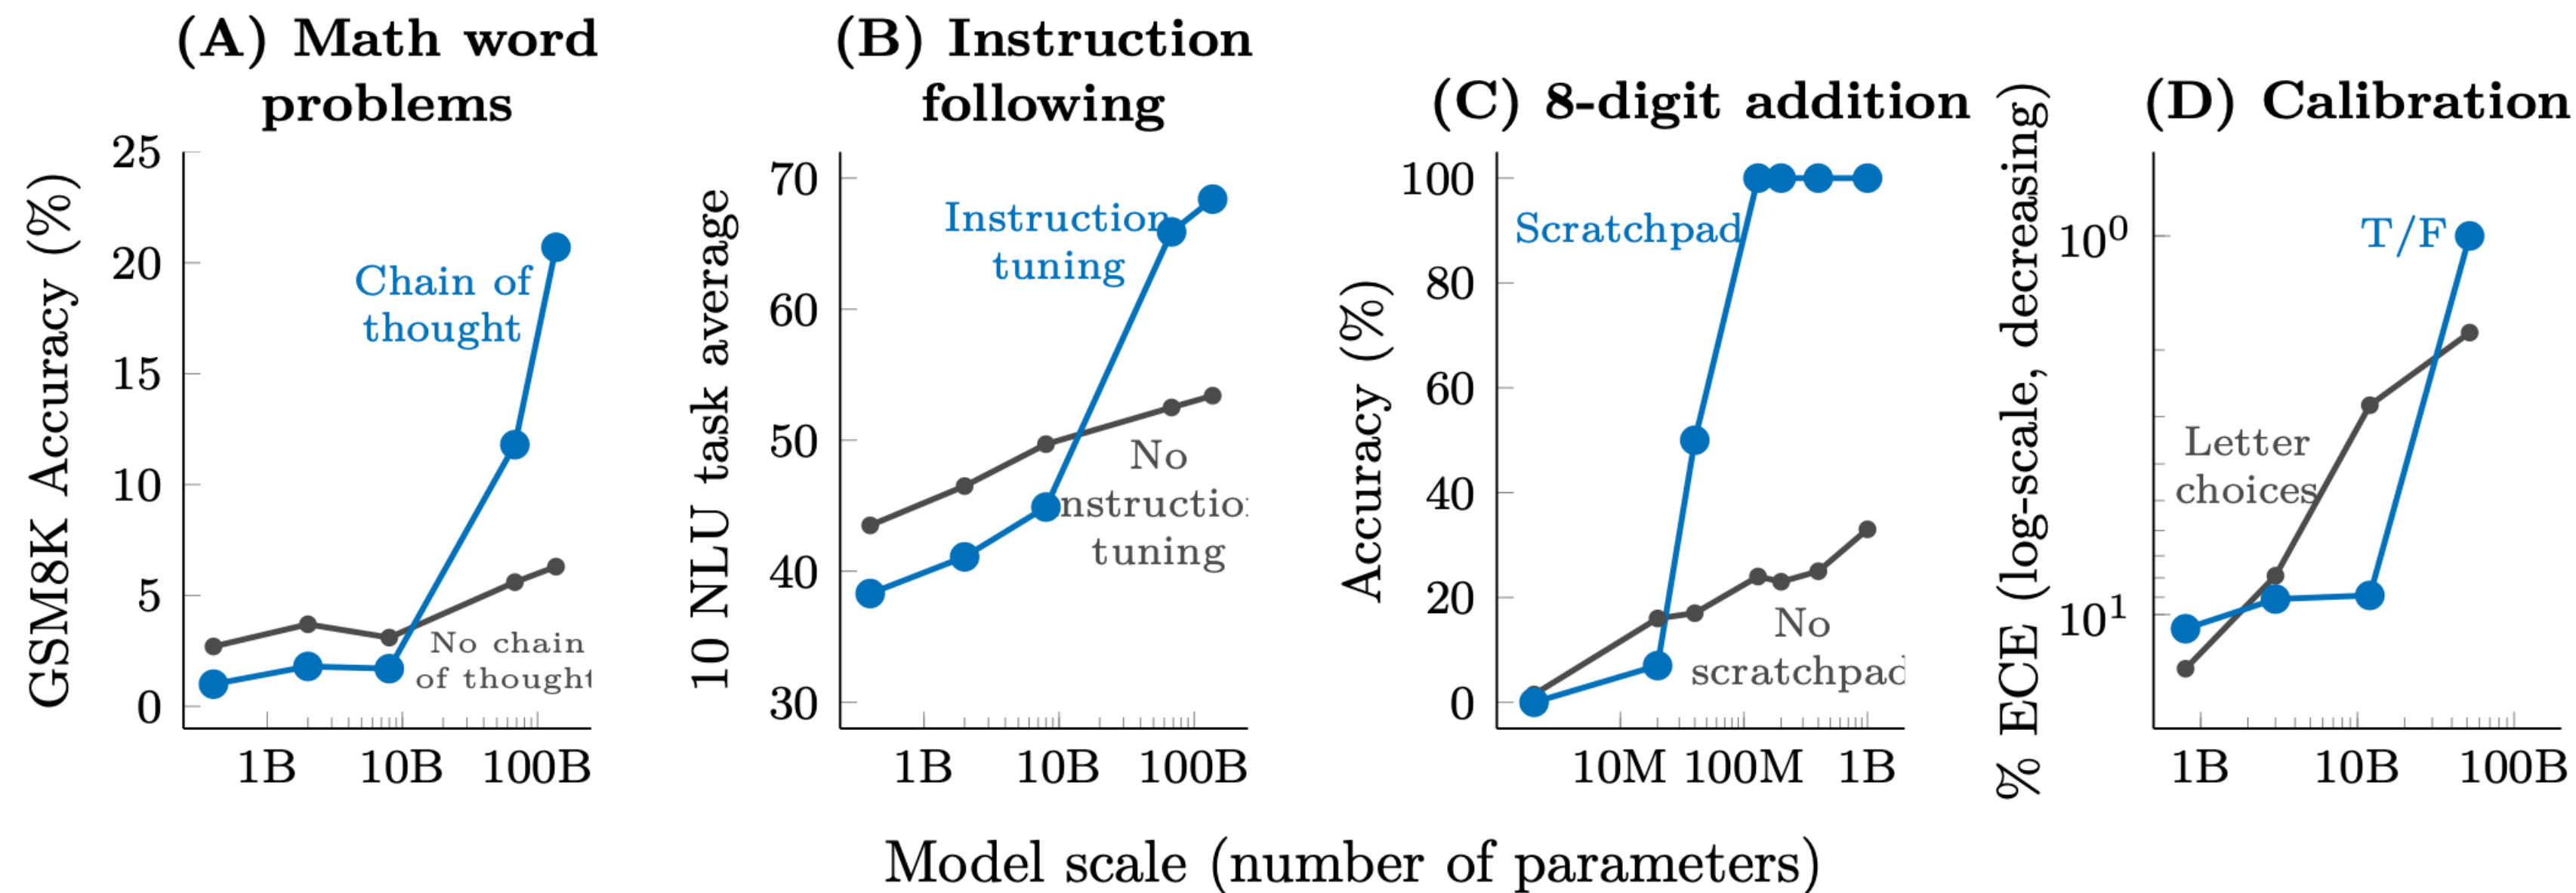 (A) Math word
problems
GSM8K Accuracy (%)
25
20
15
10
5
0
Chain of
thought
No chain
of thought
1B 10B 100B
(B) Instruction
following
10 NLU task average
70
60
50
40
30
Instruction
tuning
No
nstructio
tuning
1B 10B 100B
(C) 8-digit addition
Accuracy (%)
100
80
60
40
20
0
Scratchpad
No
scratchpad
10M 100M 1B
(D) Calibration
% ECE (log-scale, decreasing)
10⁰
10¹
T/F
Letter
choices
1B 10B 100B
Model scale (number of parameters)